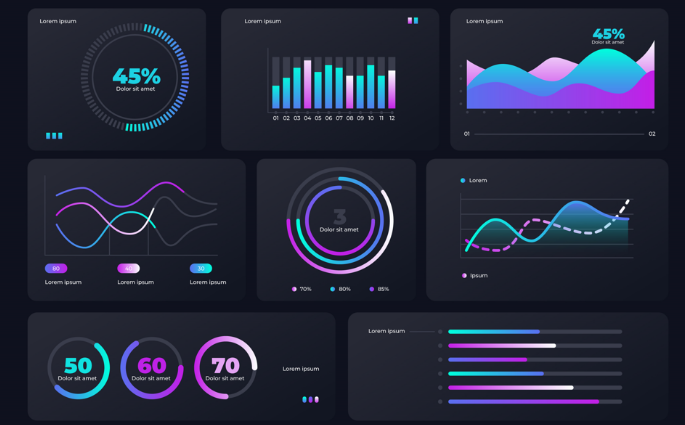 Lorem ipsum
45%
Dolor sit amet
Lorem ipsum
01 02 03 04 05 06 07 08 09 10 11 12
Lorem ipsum
45%
Dolor sit amet
01 02
60 40 30
Lorem ipsum Lorem ipsum Lorem ipsum
3
Dolor sit amet
70% 80% 85%
Lorem
Ipsum
50
Dolor sit amet
60
Dolor sit amet
70
Dolor sit amet
Lorem ipsum
Lorem ipsum